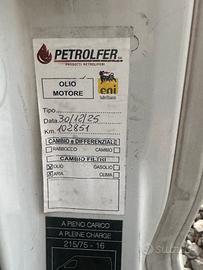 PETROLFER
PRODOTTI PETROLIFERI
OLIO
MOTORE
eni
Tipo
Data 30/12/25
Km. 102851
CAMBIO e DIFFERENZIALE
RABBOCCO CAMBIO
CAMBIO FILTRI
OLIO GASOLIO
ARIA CLIMA
A PIENO CARICO
A PLEINE CHARGE
215/75 - 16
subito